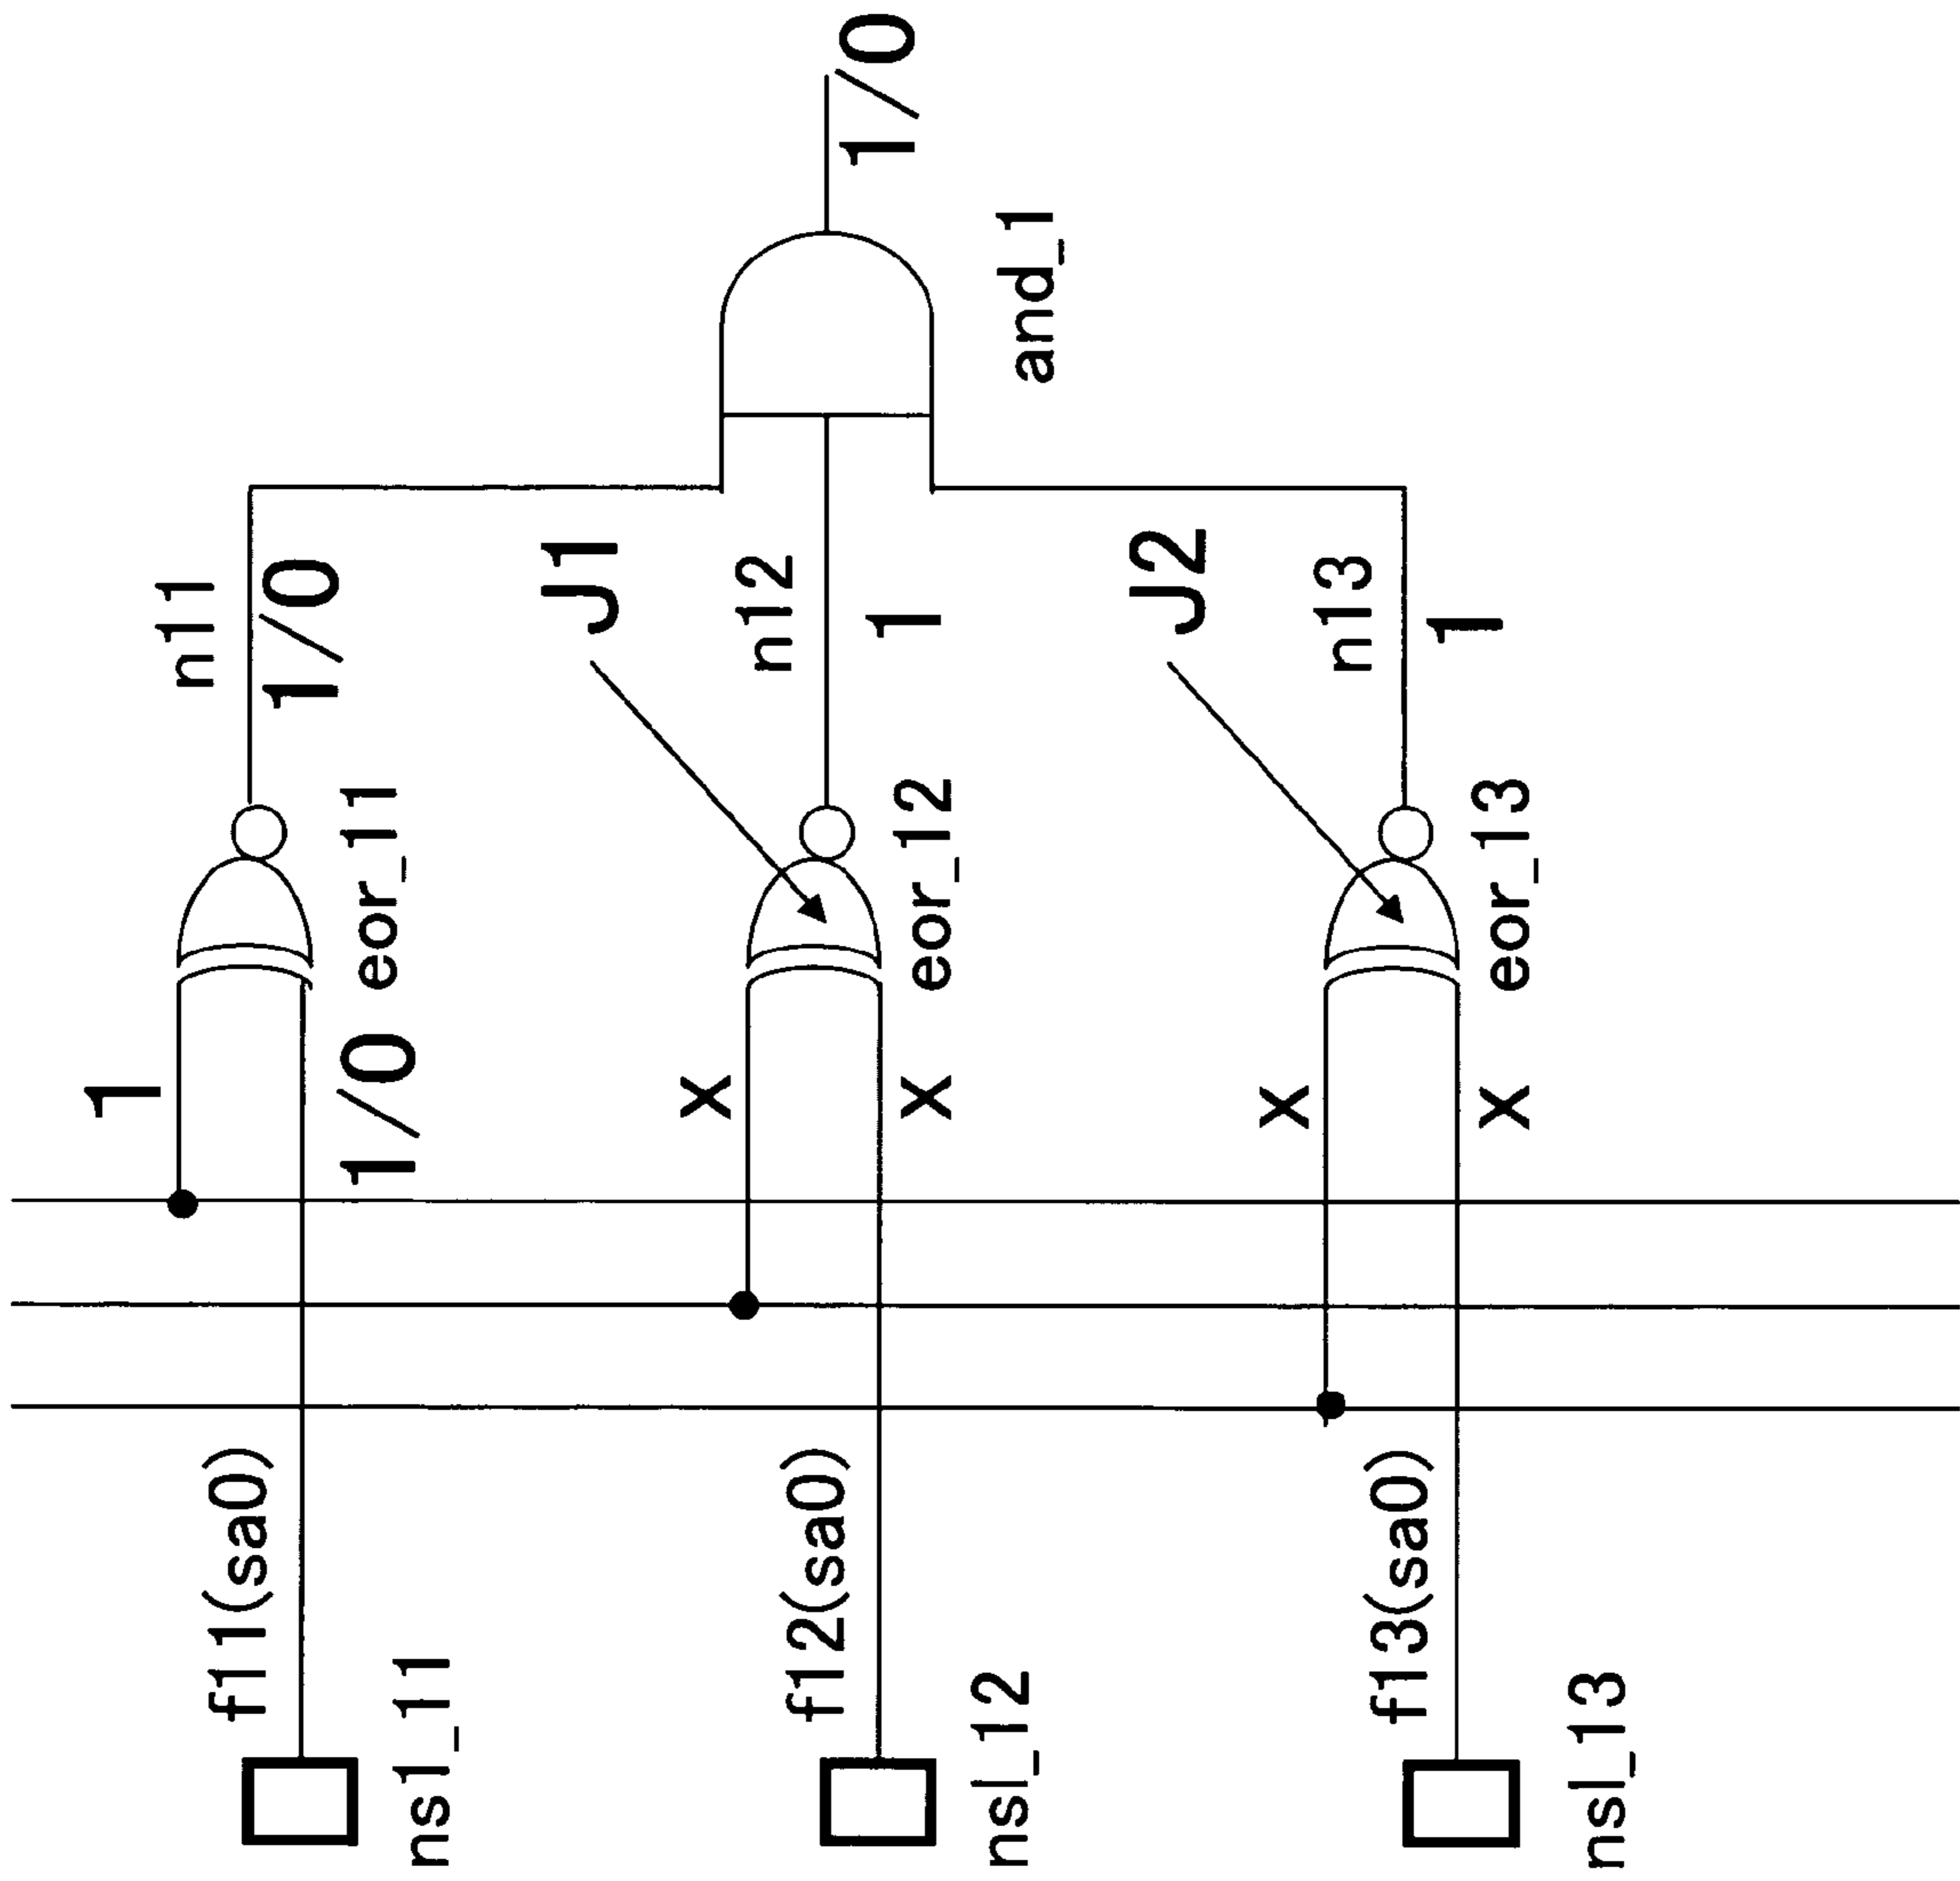 f11(sa0)
nsl_11
1
1/0
eor_11
n11
1/0
f12(sa0)
nsl_12
x
x
eor_12
J1
n12
1
and_1
1/0
f13(sa0)
nsl_13
x
x
eor_13
J2
n13
1